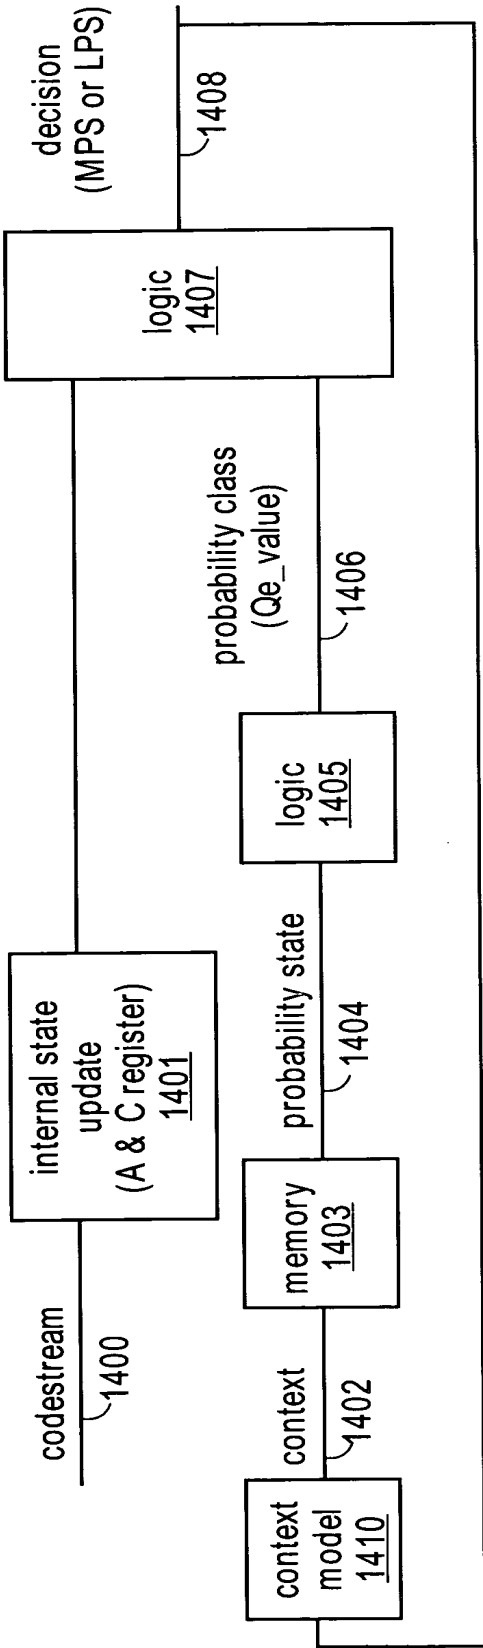 codestream
1400
internal state
update
(A & C register)
1401
logic
1407
decision
(MPS or LPS)
1408
context
model
1410
context
1402
memory
1403
probability state
1404
logic
1405
probability class
(Qe_value)
1406